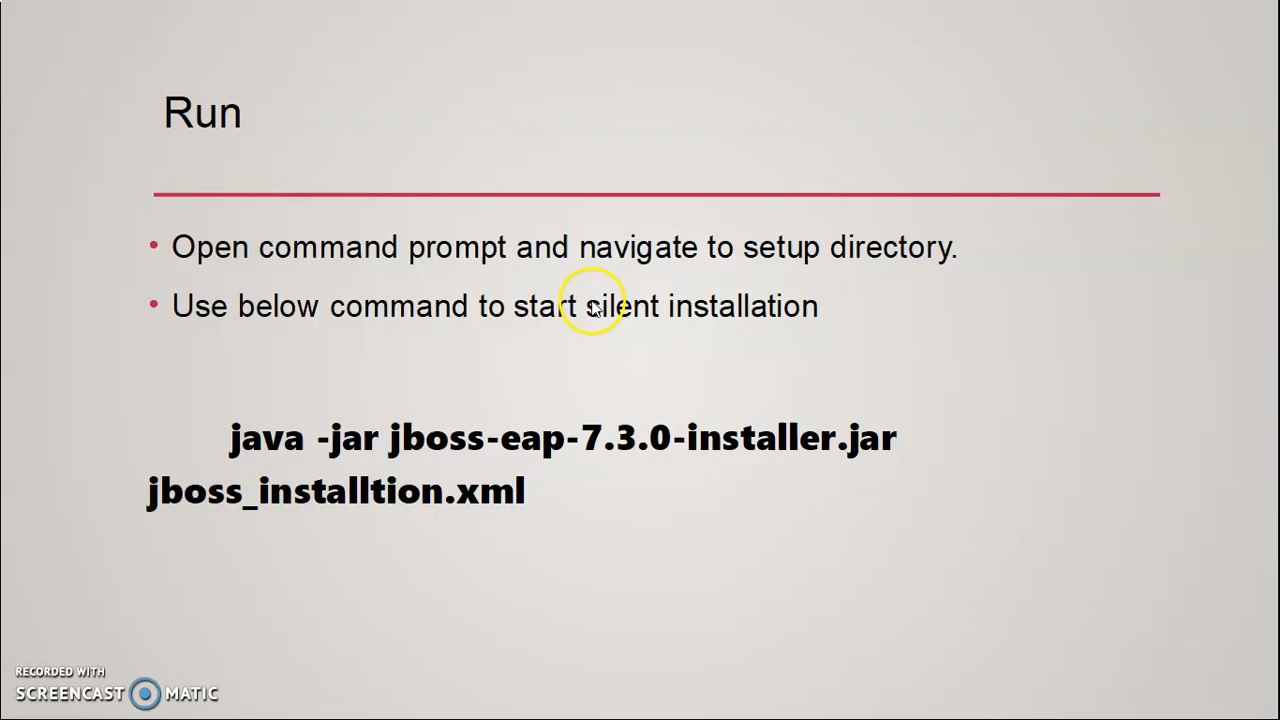 Run
• Open command prompt and navigate to setup directory.
• Use below command to start silent installation
java -jar jboss-eap-7.3.0-installer.jar
jboss_installtion.xml
RECORDED WITH
SCREENCAST MATIC